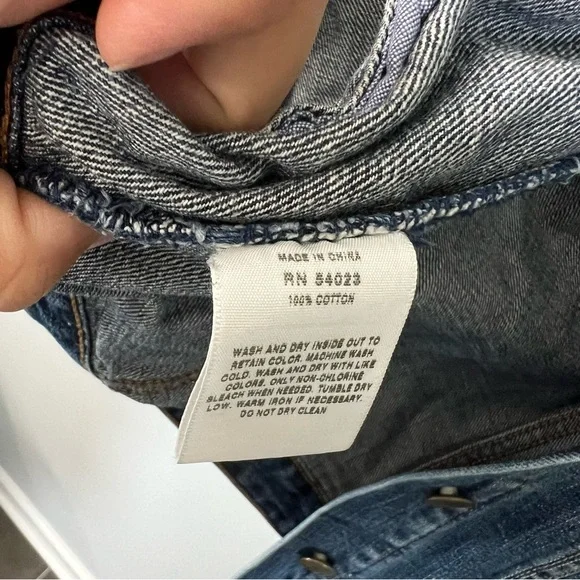 MADE IN CHINA
RN 54023
100% COTTON
WASH AND DRY INSIDE OUT TO
RETAIN COLOR. MACHINE WASH
COLD. WASH AND DRY WITH LIKE
COLORS. ONLY NON-CHLORINE
BLEACH WHEN NEEDED. TUMBLE DRY
LOW. WARM IRON IF NECESSARY.
DO NOT DRY CLEAN